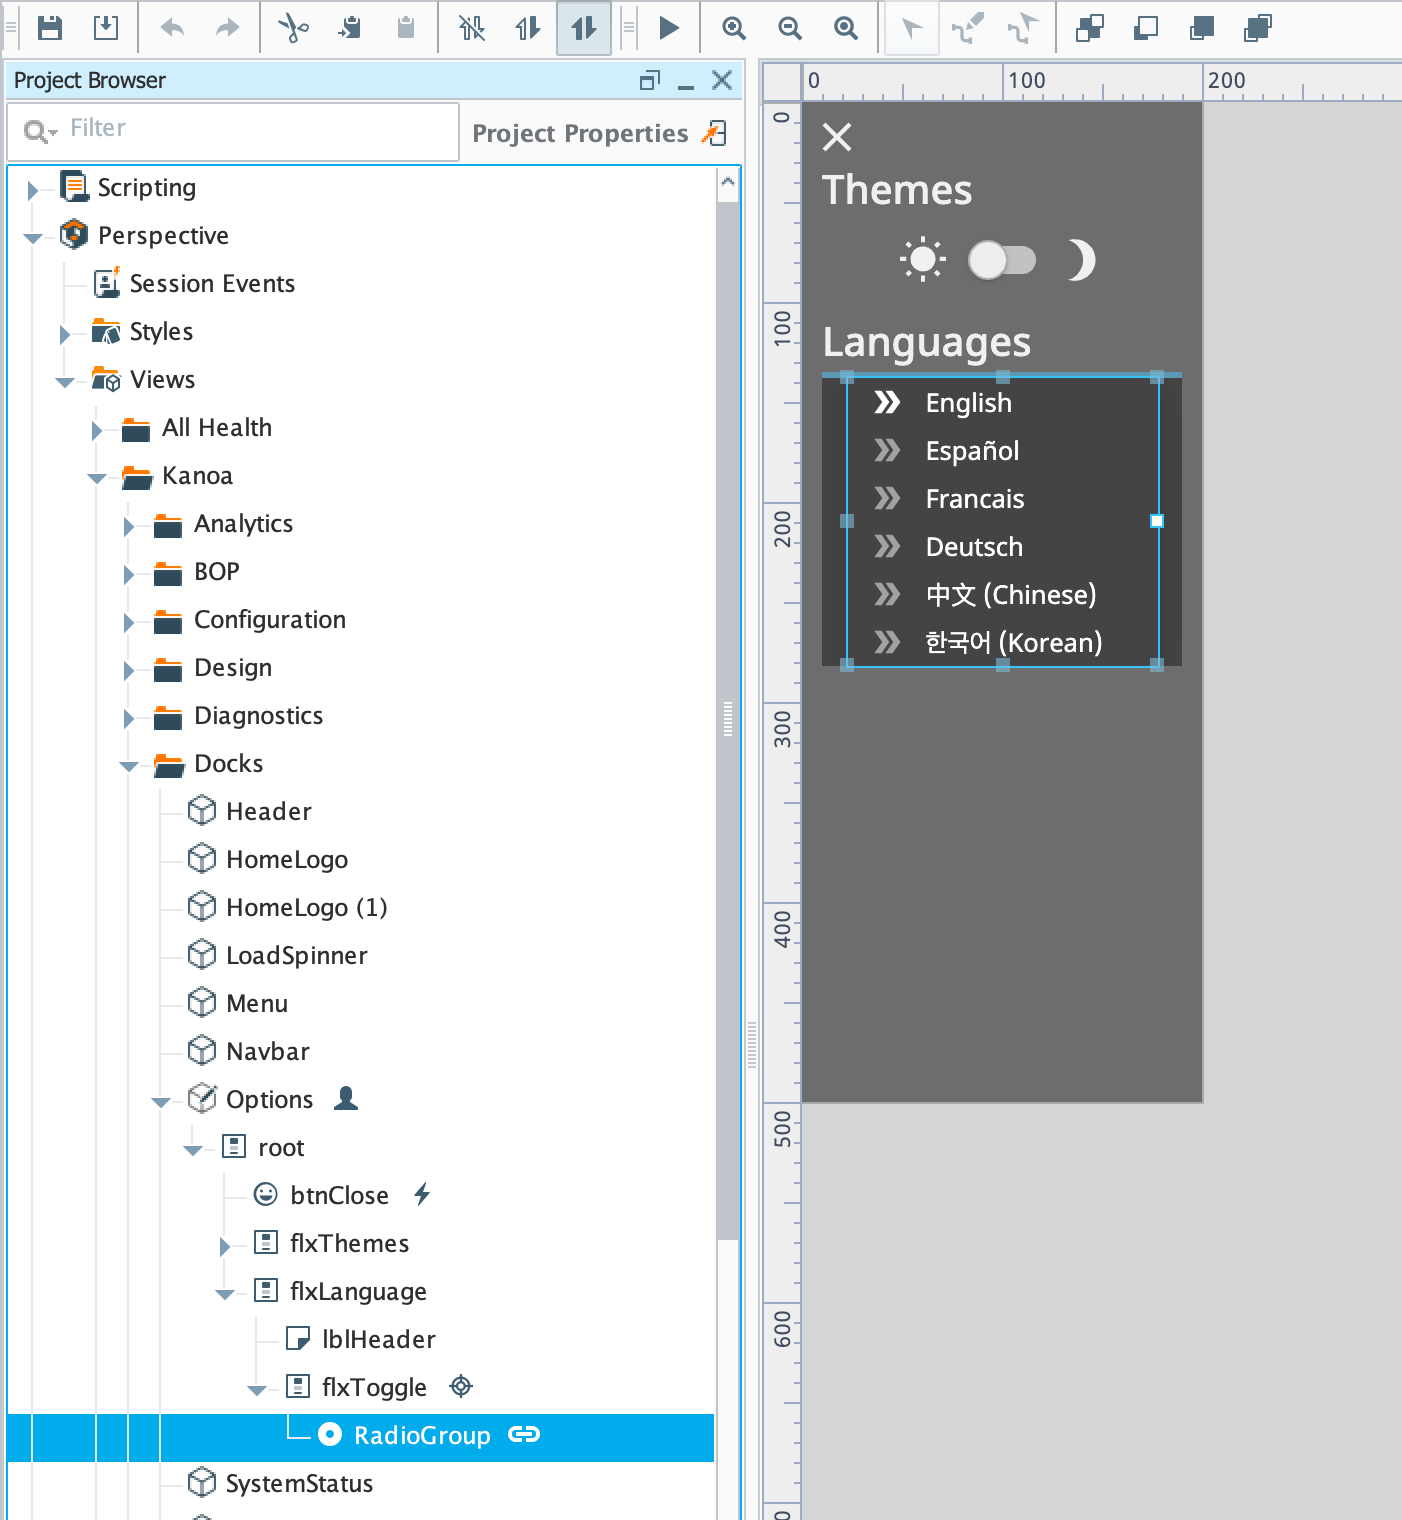 Project Browser
Filter
Project Properties
Scripting
Perspective
Session Events
Styles
Views
All Health
Kanoa
Analytics
BOP
Configuration
Design
Diagnostics
Docks
Header
HomeLogo
HomeLogo (1)
LoadSpinner
Menu
Navbar
Options
root
btnClose
flxThemes
flxLanguage
lblHeader
flxToggle
RadioGroup
SystemStatus
0
100
200
0
100
200
300
400
500
600
Themes
Languages
English
Español
Francais
Deutsch
中文 (Chinese)
한국어 (Korean)